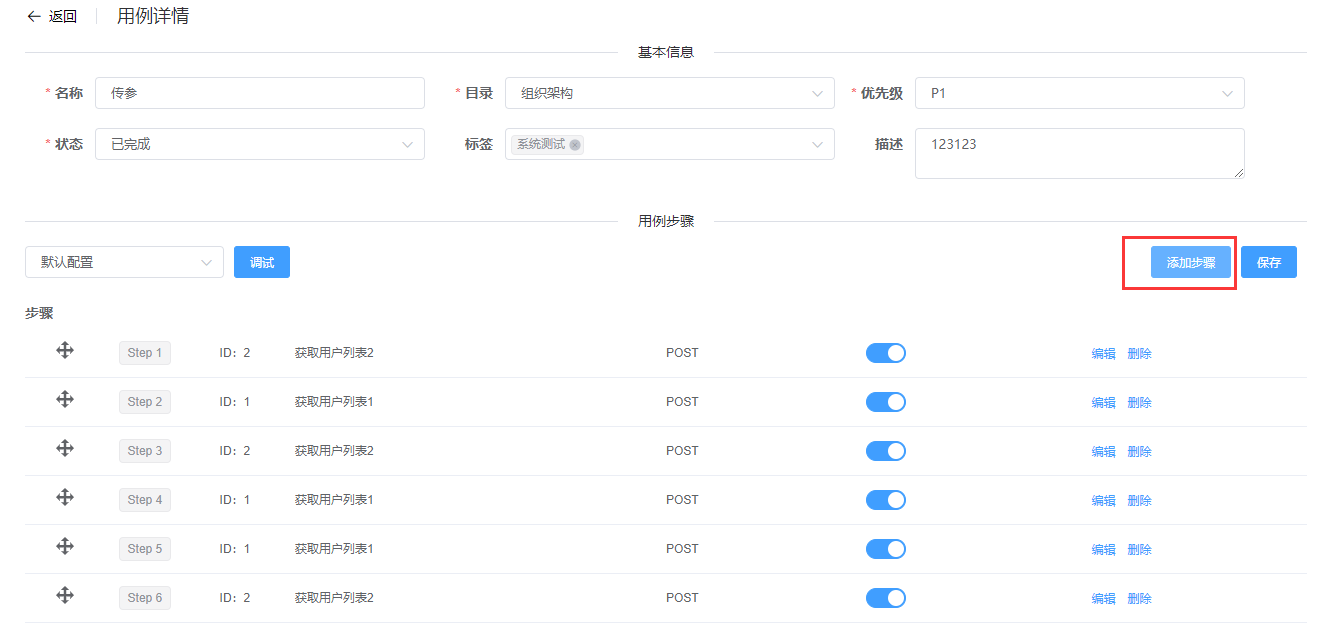 返回 用例详情
基本信息
* 名称 传参 * 目录 组织架构 * 优先级 P1
* 状态 已完成 标签 系统测试 描述 123123
用例步骤
默认配置 调试 添加步骤 保存
步骤
Step 1 ID: 2 获取用户列表2 POST 编辑 删除
Step 2 ID: 1 获取用户列表1 POST 编辑 删除
Step 3 ID: 2 获取用户列表2 POST 编辑 删除
Step 4 ID: 1 获取用户列表1 POST 编辑 删除
Step 5 ID: 1 获取用户列表1 POST 编辑 删除
Step 6 ID: 2 获取用户列表2 POST 编辑 删除